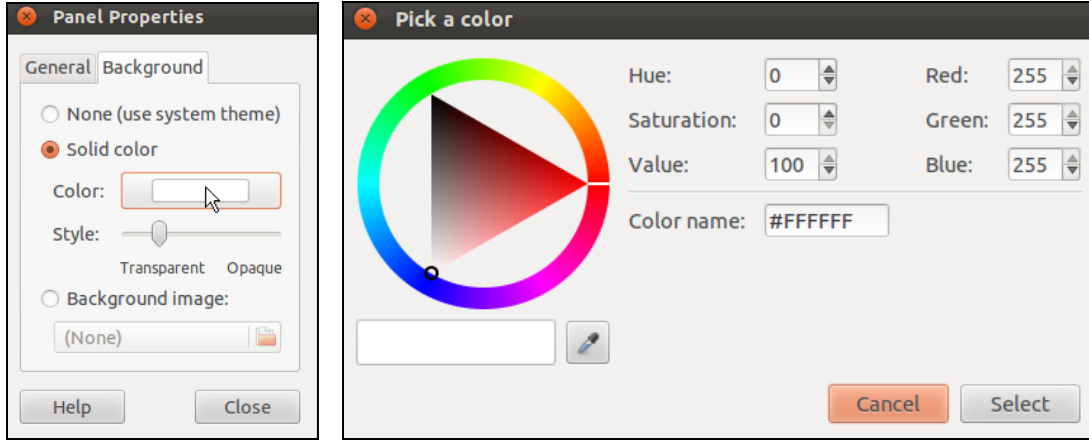 Panel Properties
General Background
None (use system theme)
Solid color
Color:
Style:
Transparent Opaque
Background image:
(None)
Help Close
Pick a color
Hue: 0 Red: 255
Saturation: 0 Green: 255
Value: 100 Blue: 255
Color name: #FFFFFF
Cancel Select